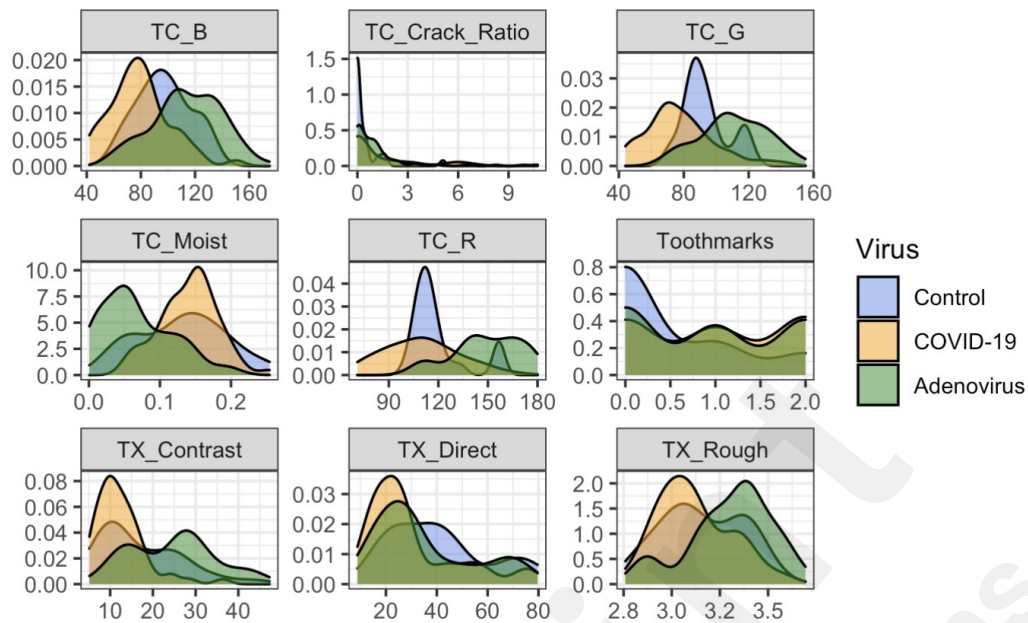 TC_B TC_Crack_Ratio TC_G
0.020
0.015
0.010
0.005
0.000
40 80 120 160
1.5
1.0
0.5
0.0
0 3 6 9
0.03
0.02
0.01
0.00
40 80 120 160
TC_Moist TC_R Toothmarks
10.0
7.5
5.0
2.5
0.0
0.0 0.1 0.2
0.04
0.03
0.02
0.01
0.00
90 120 150 180
0.8
0.6
0.4
0.2
0.0
0.0 0.5 1.0 1.5 2.0
TX_Contrast TX_Direct TX_Rough
0.08
0.06
0.04
0.02
0.00
10 20 30 40
0.03
0.02
0.01
0.00
20 40 60 80
2.0
1.5
1.0
0.5
0.0
2.8 3.0 3.2 3.5
Virus
Control
COVID-19
Adenovirus